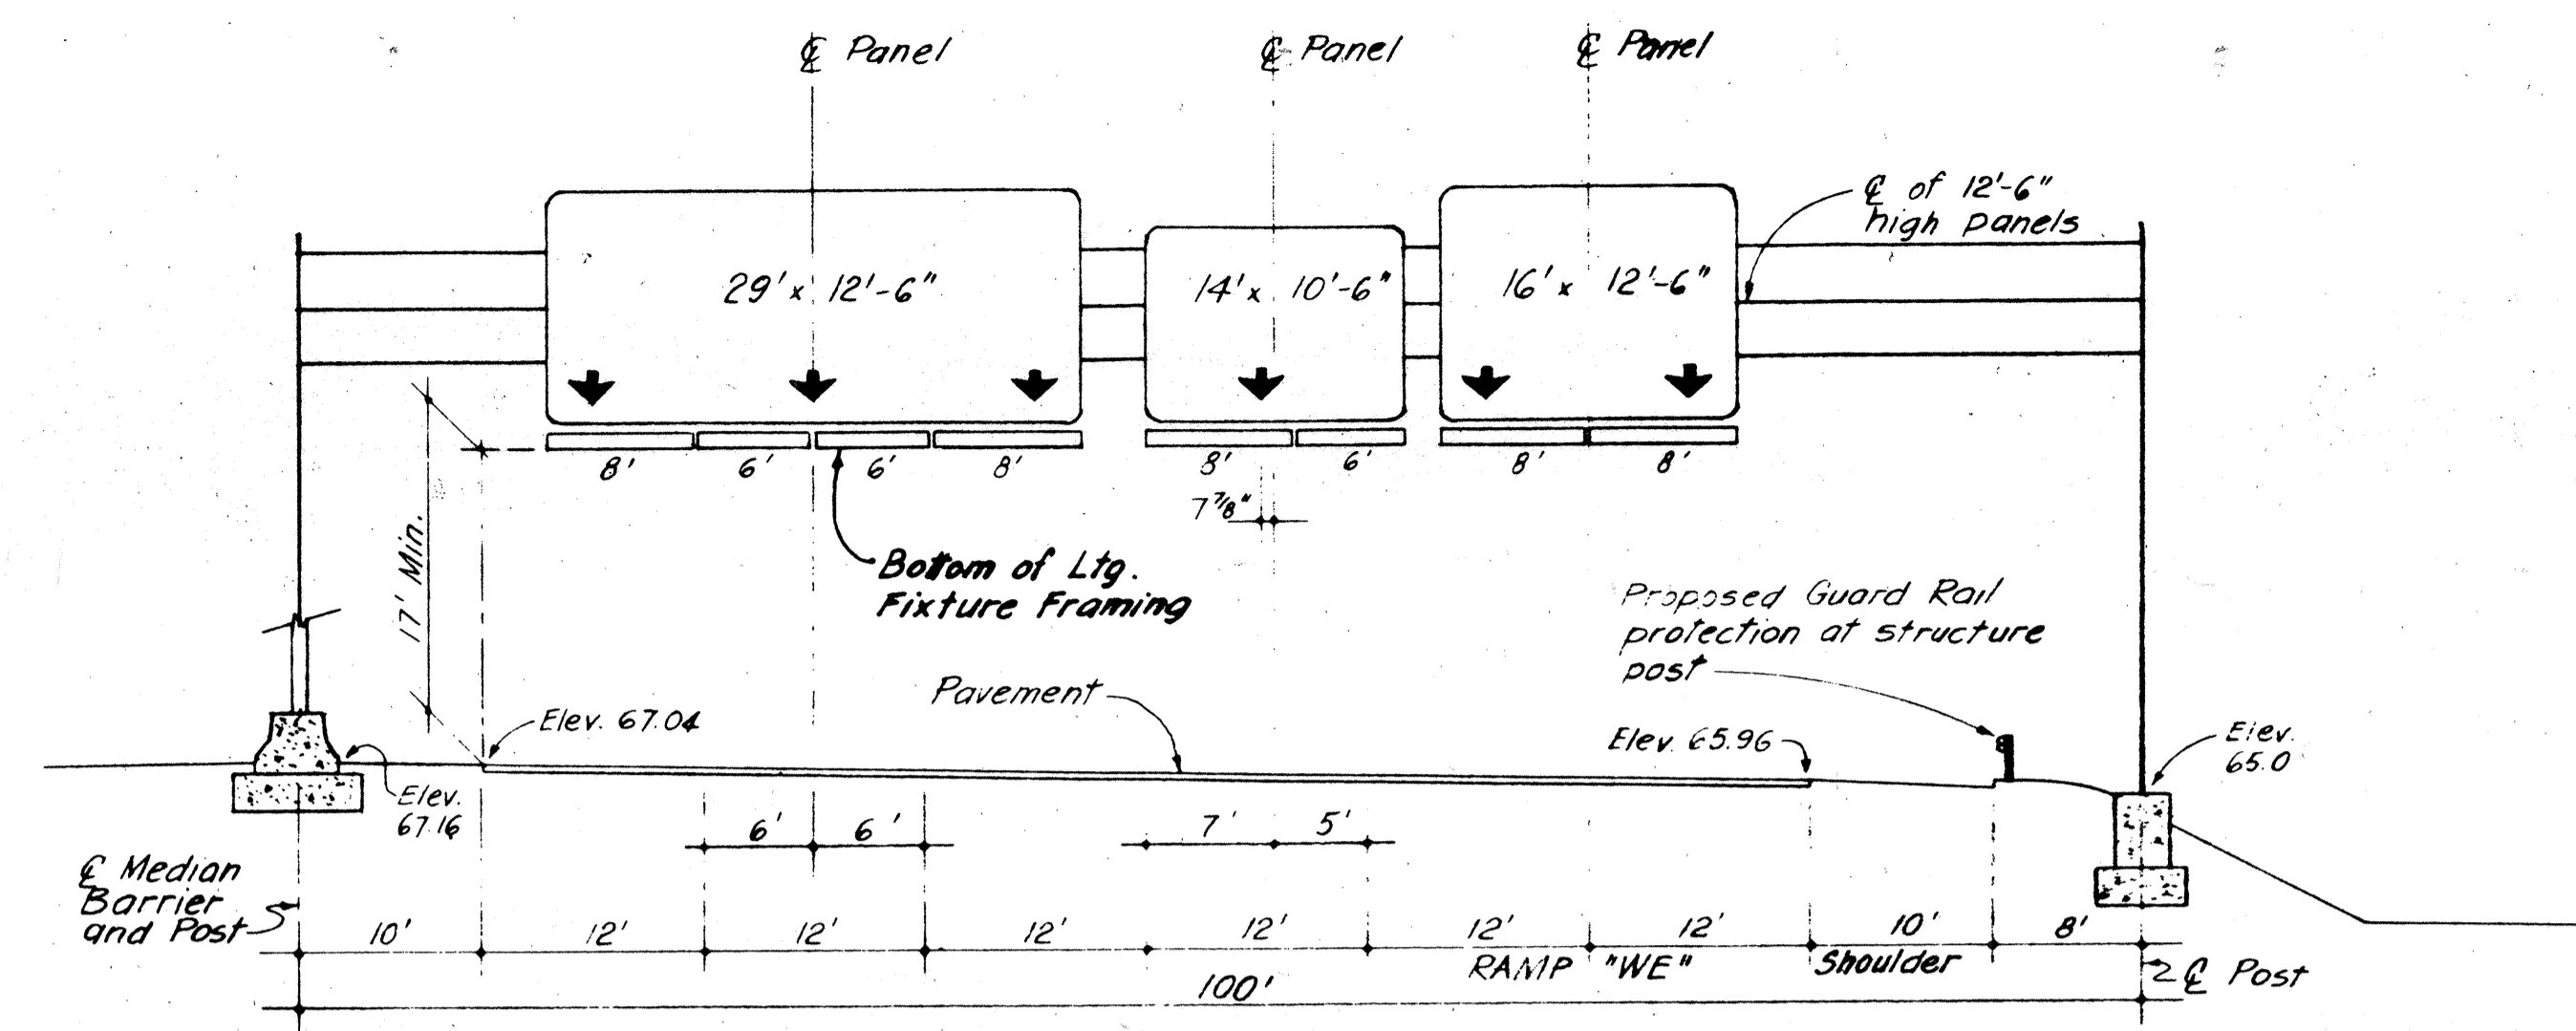 ℄ Panel
℄ Panel
℄ Panel
℄ of 12'-6"
high panels
29' x 12'-6"
14' x 10'-6"
16' x 12'-6"
8'
6'
6'
8'
8'
6'
8'
8'
7 7/8"
17' Min.
Bottom of Ltg.
Fixture Framing
Proposed Guard Rail
protection at structure
post
Pavement
Elev. 67.04
Elev. 65.96
Elev.
65.0
Elev.
67.16
6'
6'
7'
5'
℄ Median
Barrier
and Post
10'
12'
12'
12'
12'
12'
12'
10'
8'
RAMP "WE"
Shoulder
℄ Post
100'